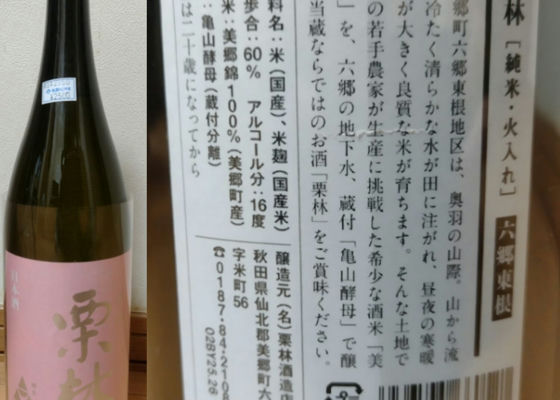 日本酒
栗林
林［純米・火入れ］六郷東根
郷町六郷東根地区は、奥羽の山際。山から流
冷たく清らかな水が田に注がれ、昼夜の寒暖
が大きく良質な米が育ちます。そんな土地で
の若手農家が生産に挑戦した希少な酒米「美
」を、六郷の地下水、蔵付「亀山酵母」で醸
当蔵ならではのお酒「栗林」をご賞味ください。
料名：米（国産）、米麹（国産米）
歩合：60％ アルコール分：16度
米：美郷錦100％（美郷町産）
：亀山酵母（蔵付分離）
は二十歳になってから
醸造元（名）栗林酒造店
秋田県仙北郡美郷町六
字米町56
☎0187-84-2108
028Y25.26